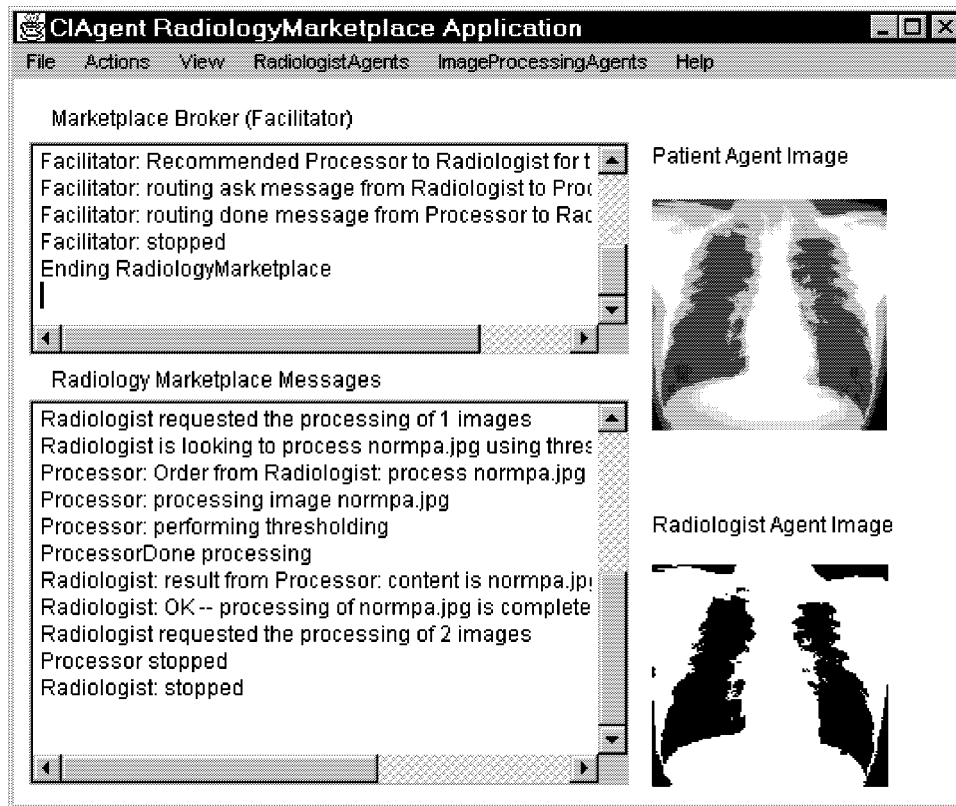 CIAgent RadiologyMarketplace Application
File Actions View RadiologistAgents ImageProcessingAgents Help
Marketplace Broker (Facilitator)
Facilitator: Recommended Processor to Radiologist for t
Facilitator: routing ask message from Radiologist to Proc
Facilitator: routing done message from Processor to Rac
Facilitator: stopped
Ending RadiologyMarketplace
Patient Agent Image
Radiology Marketplace Messages
Radiologist requested the processing of 1 images
Radiologist is looking to process normpa.jpg using thres
Processor: Order from Radiologist: process normpa.jpg
Processor: processing image normpa.jpg
Processor: performing thresholding
ProcessorDone processing
Radiologist: result from Processor: content is normpa.jp
Radiologist: OK -- processing of normpa.jpg is complete
Radiologist requested the processing of 2 images
Processor stopped
Radiologist: stopped
Radiologist Agent Image